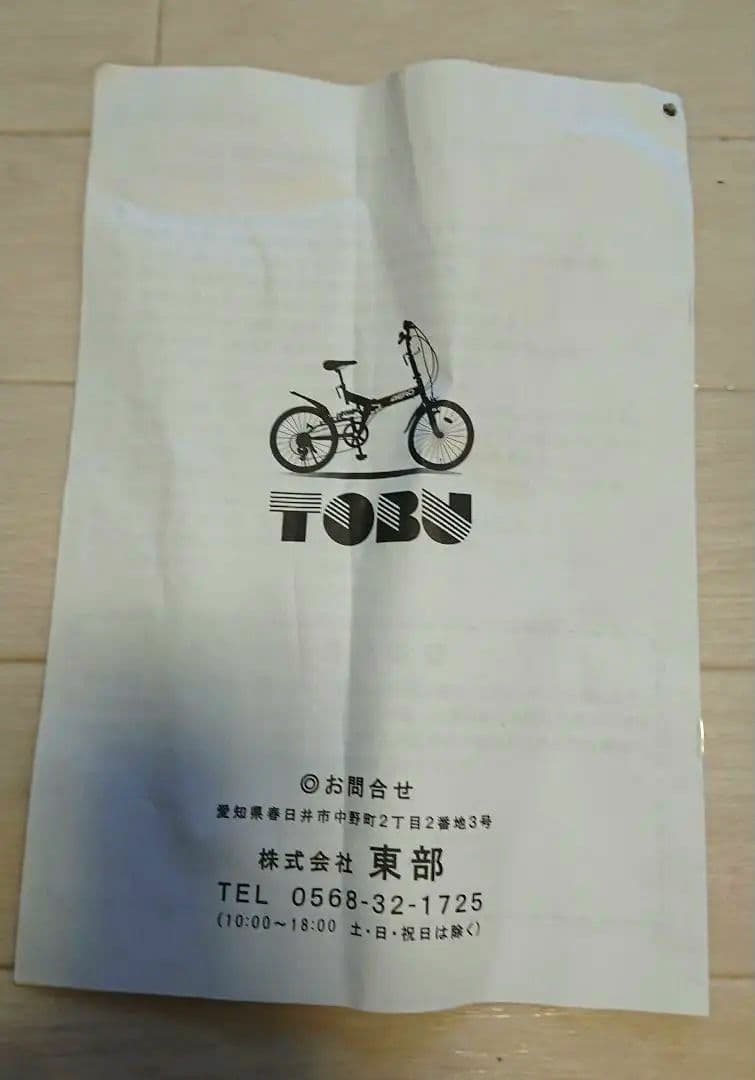 TOBU
◎お問合せ
愛知県春日井市中野町2丁目2番地3号
株式会社 東部
TEL 0568-32-1725
(10:00～18:00 土・日・祝日は除く)